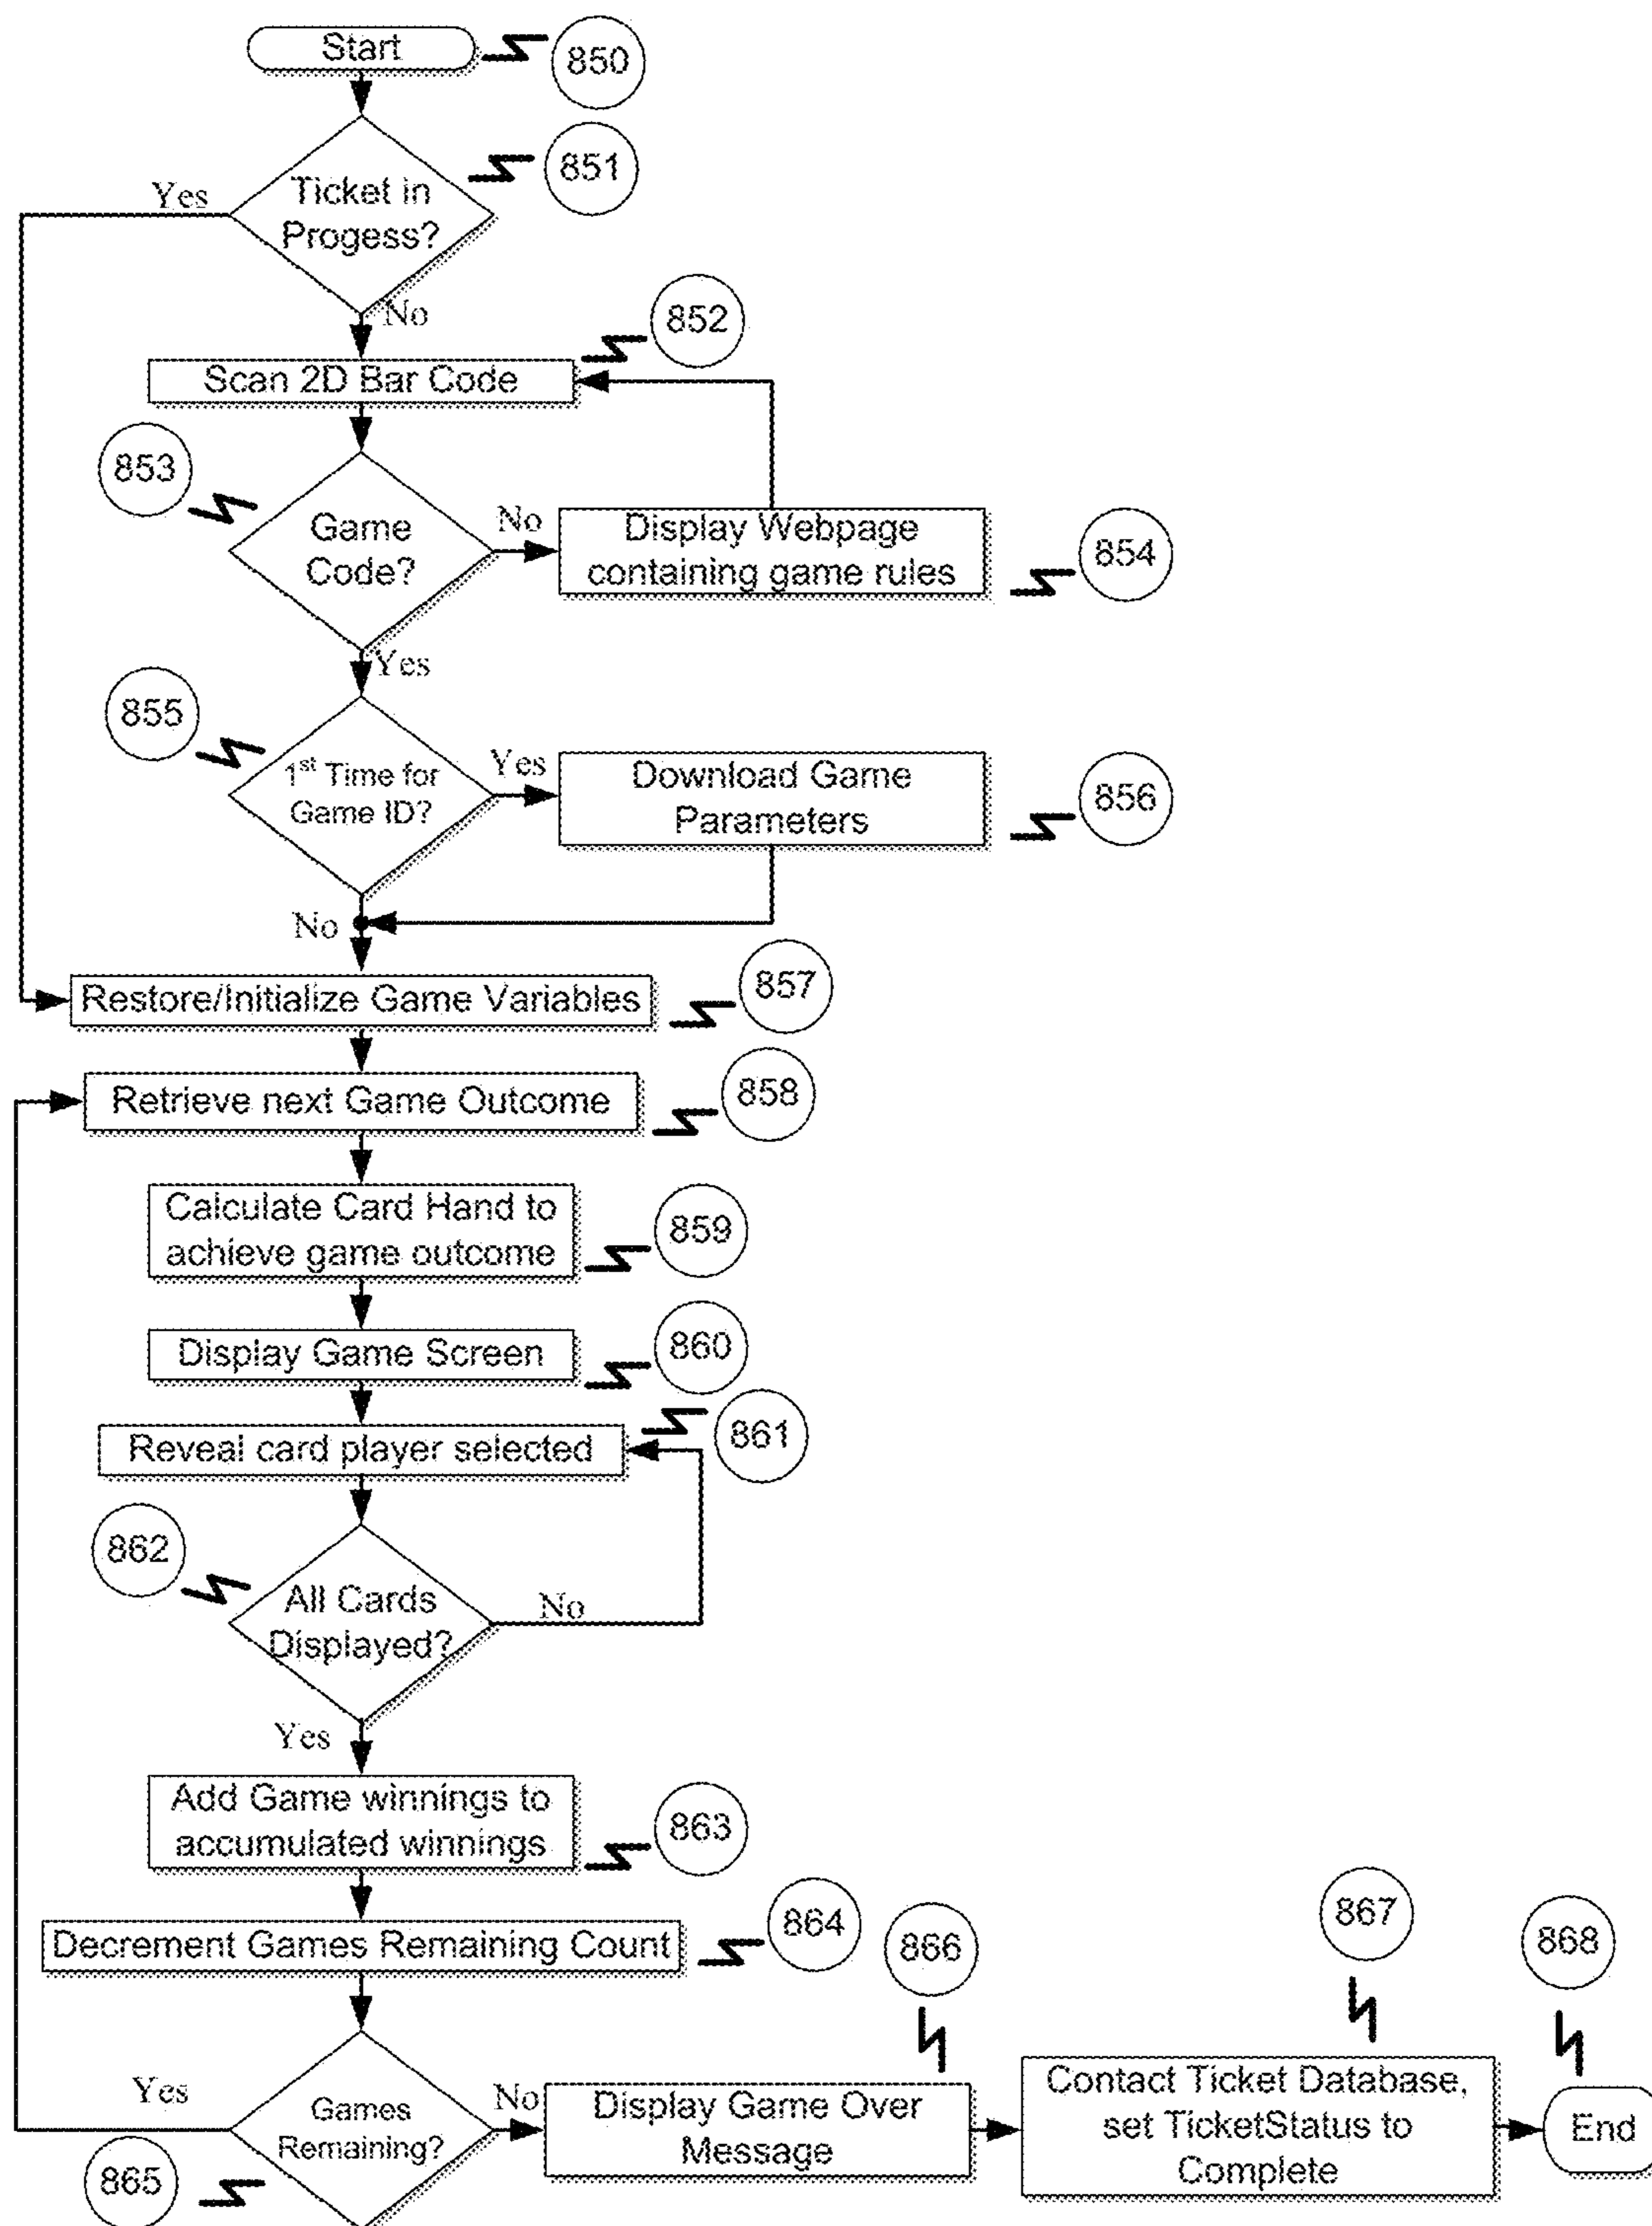 Start
850
851
Ticket in
Progess?
Yes
No
852
Scan 2D Bar Code
853
Game
Code?
No
Display Webpage
containing game rules
854
Yes
855
1st Time for
Game ID?
Yes
Download Game
Parameters
856
No
857
Restore/Initialize Game Variables
858
Retrieve next Game Outcome
Calculate Card Hand to
achieve game outcome
859
Display Game Screen
860
861
Reveal card player selected
862
All Cards
Displayed?
No
Yes
Add Game winnings to
accumulated winnings
863
Decrement Games Remaining Count
864
866
867
868
Yes
Games
Remaining?
865
No
Display Game Over
Message
Contact Ticket Database,
set TicketStatus to
Complete
End